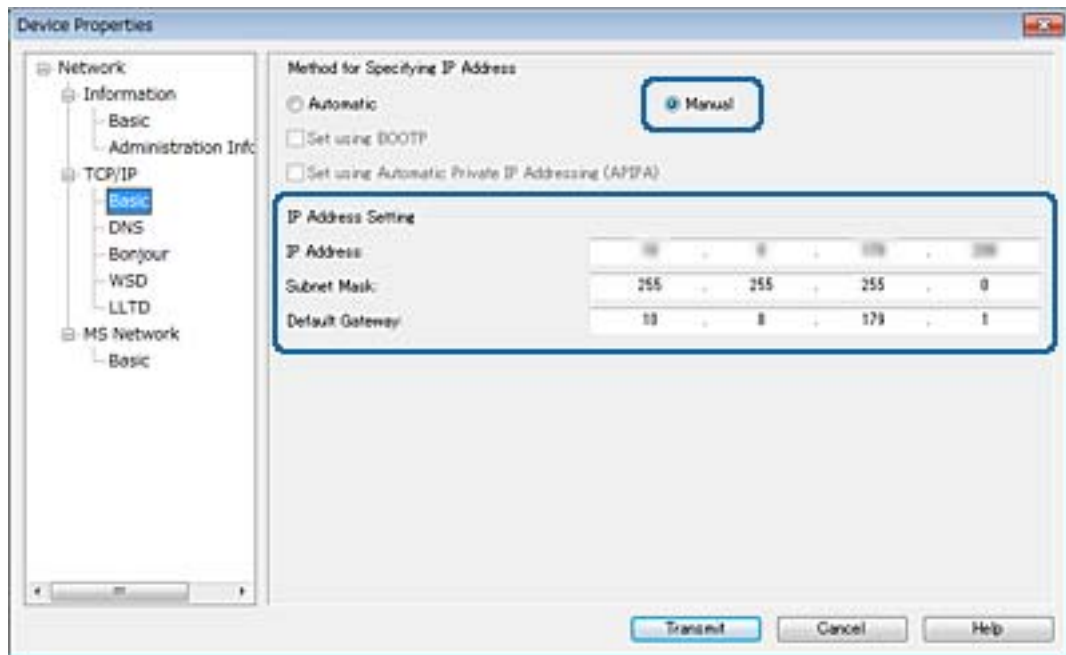 Device Properties
Network
Information
Basic
Administration Info
TCP/IP
Basic
DNS
Bonjour
WSD
LLTD
MS Network
Basic
Method for Specifying IP Address
Automatic
Manual
Set using BOOTP
Set using Automatic Private IP Addressing (APIPA)
IP Address Setting
IP Address:
Subnet Mask: 255 . 255 . 255 . 0
Default Gateway: 10 . 8 . 179 . 1
Transmit Cancel Help